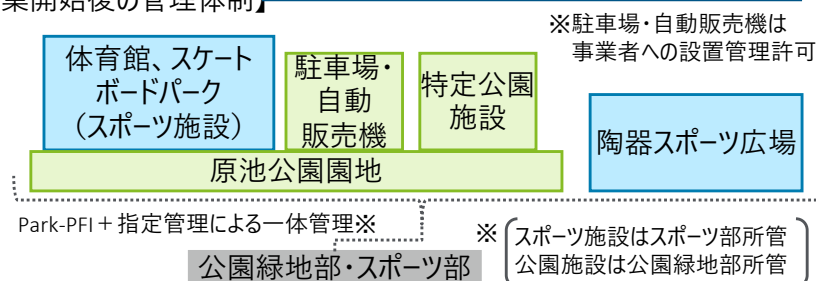 業開始後の管理体制】
※駐車場・自動販売機は
事業者への設置管理許可
体育館、スケート
ボードパーク
（スポーツ施設）
駐車場・
自動
販売機
特定公園
施設
陶器スポーツ広場
原池公園園地
Park-PFI＋指定管理による一体管理※
※
スポーツ施設はスポーツ部所管
公園施設は公園緑地部所管
公園緑地部・スポーツ部